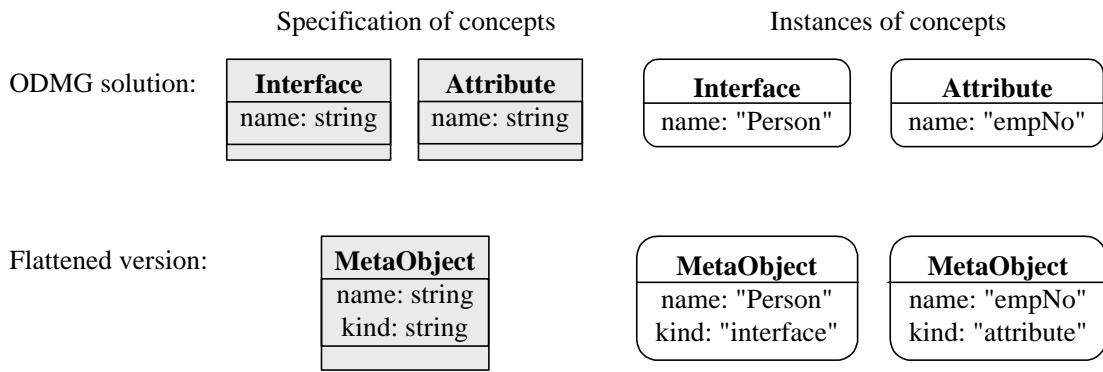 Specification of concepts
Instances of concepts
ODMG solution:
Interface
name: string
Attribute
name: string
Interface
name: "Person"
Attribute
name: "empNo"
Flattened version:
MetaObject
name: string
kind: string
MetaObject
name: "Person"
kind: "interface"
MetaObject
name: "empNo"
kind: "attribute"